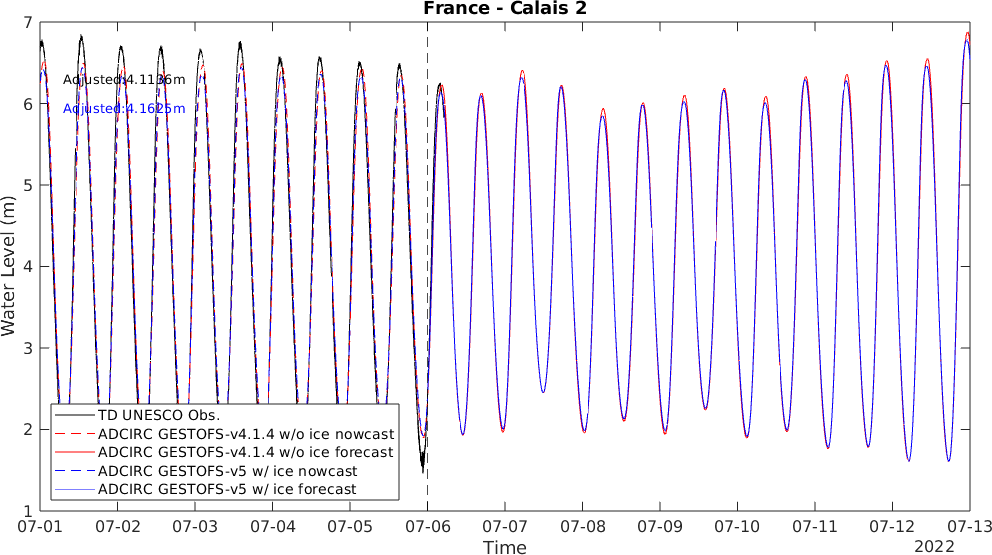 France - Calais 2
7
6
5
4
3
2
1
Water Level (m)
Adjusted:4.1136m
Adjusted:4.1625m
TD UNESCO Obs.
ADCIRC GESTOFS-v4.1.4 w/o ice nowcast
ADCIRC GESTOFS-v4.1.4 w/o ice forecast
ADCIRC GESTOFS-v5 w/ ice nowcast
ADCIRC GESTOFS-v5 w/ ice forecast
07-01 07-02 07-03 07-04 07-05 07-06 07-07 07-08 07-09 07-10 07-11 07-12 07-13
Time
2022